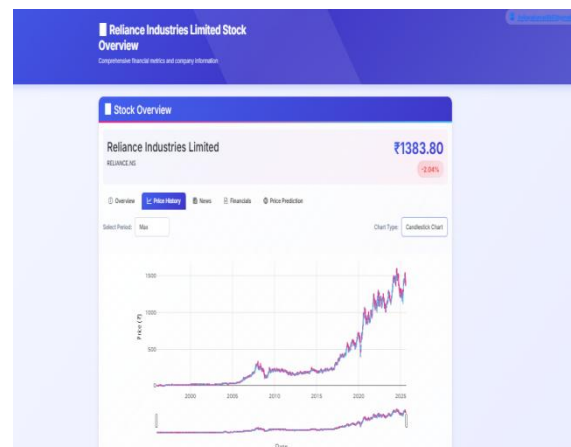 Reliance Industries Limited Stock
Overview
Comprehensive financial metrics and company information
Stock Overview
Reliance Industries Limited
₹1383.80
RELIANCE.NS
-2.04%
Overview
Price History
News
Financials
Price Prediction
Select Period:
Max
Chart Type:
Candlestick Chart
Price (₹)
1500
1000
500
0
2000
2005
2010
2015
2020
2025
Date